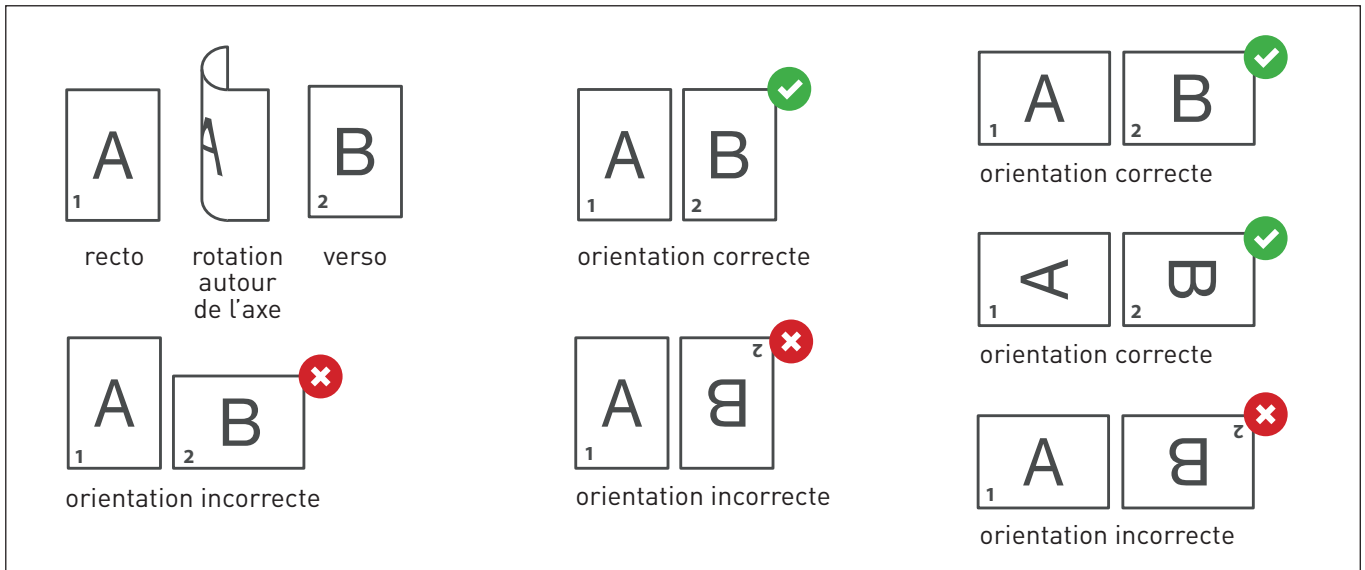 A
1
A
B
2
recto
rotation
autour
de l'axe
verso
A
1
B
2
orientation incorrecte
A
1
B
2
orientation correcte
A
1
B
2
orientation incorrecte
A
1
B
2
orientation correcte
A
1
B
2
orientation correcte
A
1
B
2
orientation incorrecte